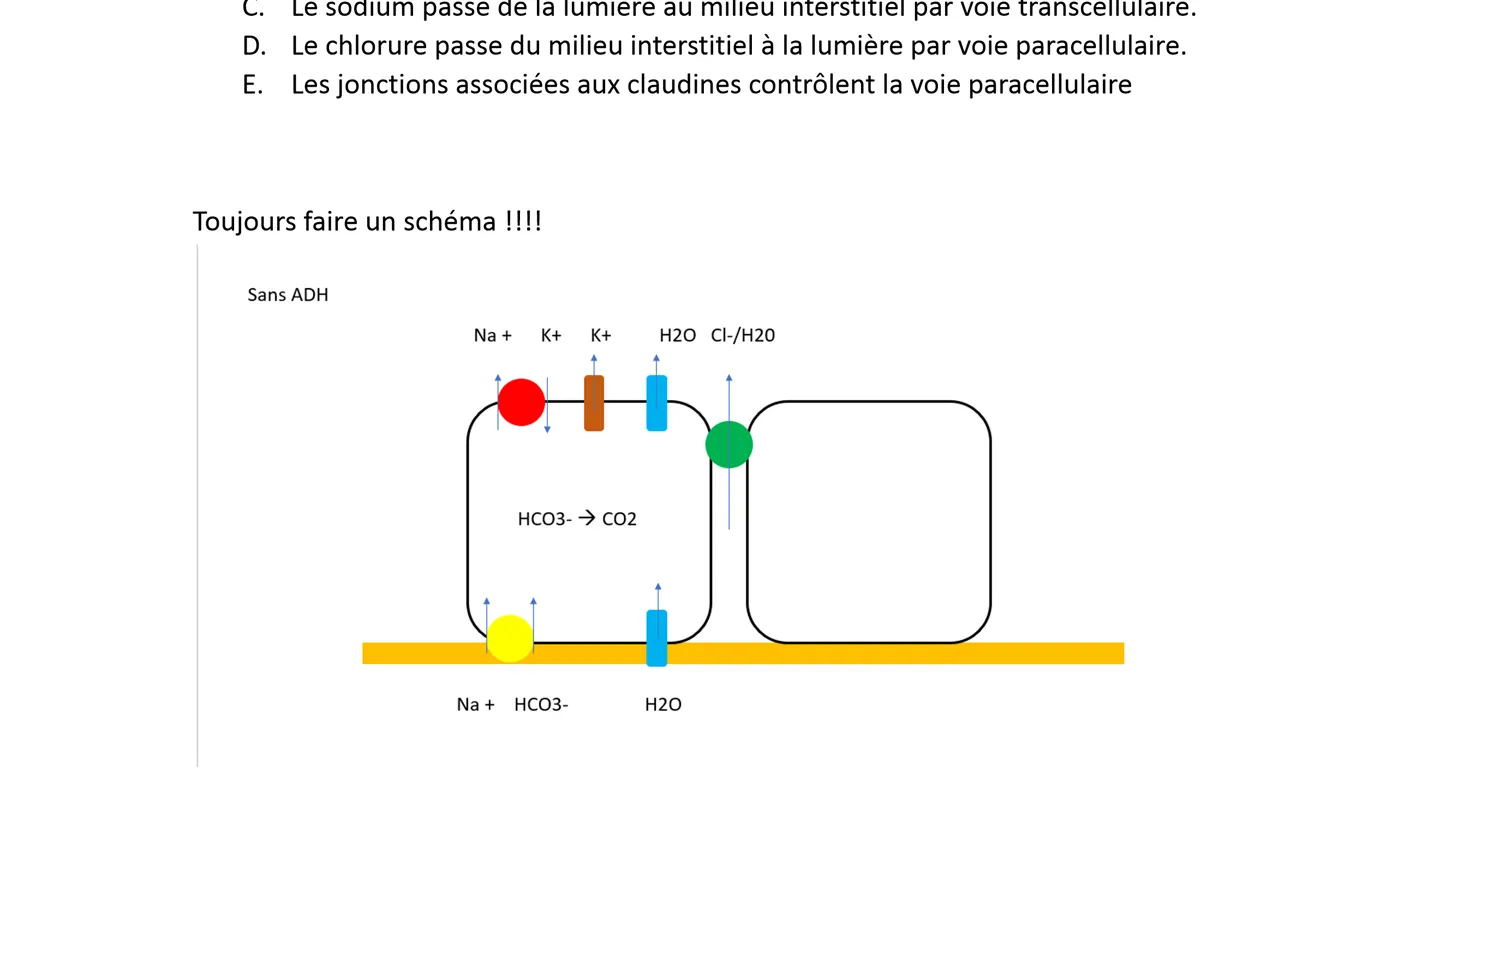 C. Le sodium passe de la lumière au milieu interstitiel par voie transcellulaire.
D. Le chlorure passe du milieu interstitiel à la lumière par voie paracellulaire.
E. Les jonctions associées aux claudines contrôlent la voie paracellulaire
Toujours faire un schéma !!!!
Sans ADH
Na + K+ K+ H2O Cl-/H20
HCO3- → CO2
Na + HCO3- H2O